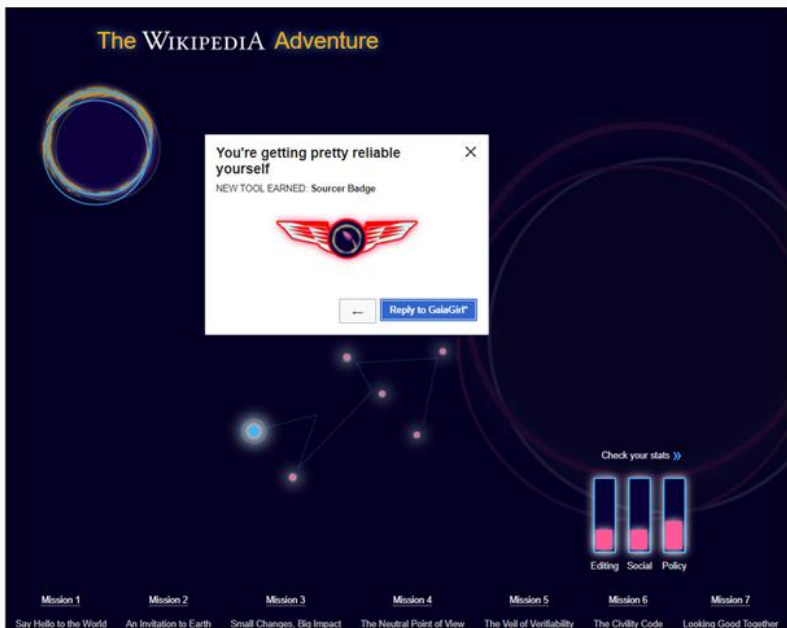 The WIKIPEDIA Adventure
You're getting pretty reliable
yourself
NEW TOOL EARNED: Sourcer Badge
← Reply to GaiaGirl"
Check your stats »
Editing Social Policy
Mission 1 Mission 2 Mission 3 Mission 4 Mission 5 Mission 6 Mission 7
Say Hello to the World An Invitation to Earth Small Changes, Big Impact The Neutral Point of View The Veil of Verifiability The Civility Code Looking Good Together